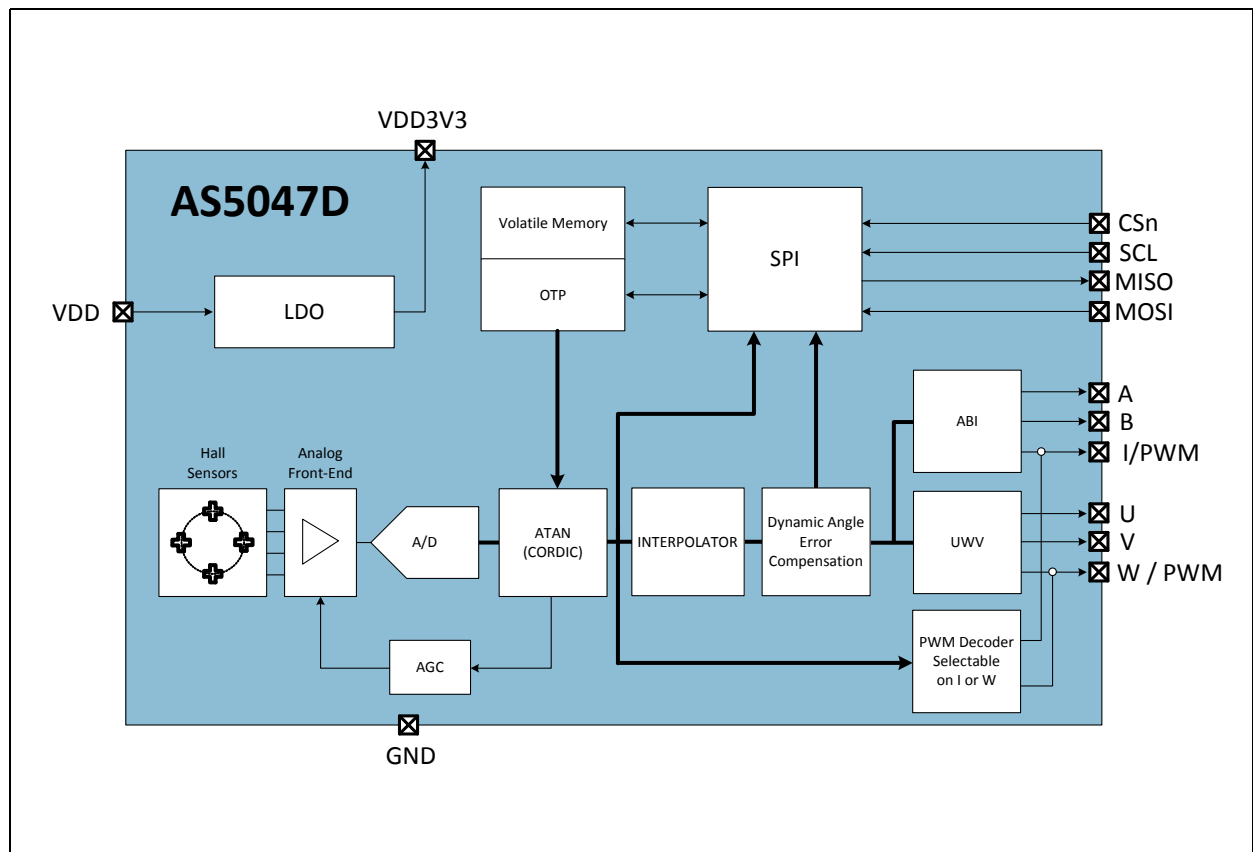 VDD3V3
AS5047D
Volatile Memory
OTP
SPI
CSn
SCL
MISO
MOSI
VDD
LDO
A
B
I/PWM
ABI
Hall
Sensors
Analog
Front-End
A/D
ATAN
(CORDIC)
INTERPOLATOR
Dynamic Angle
Error
Compensation
UWV
U
V
W / PWM
AGC
PWM Decoder
Selectable
on I or W
GND